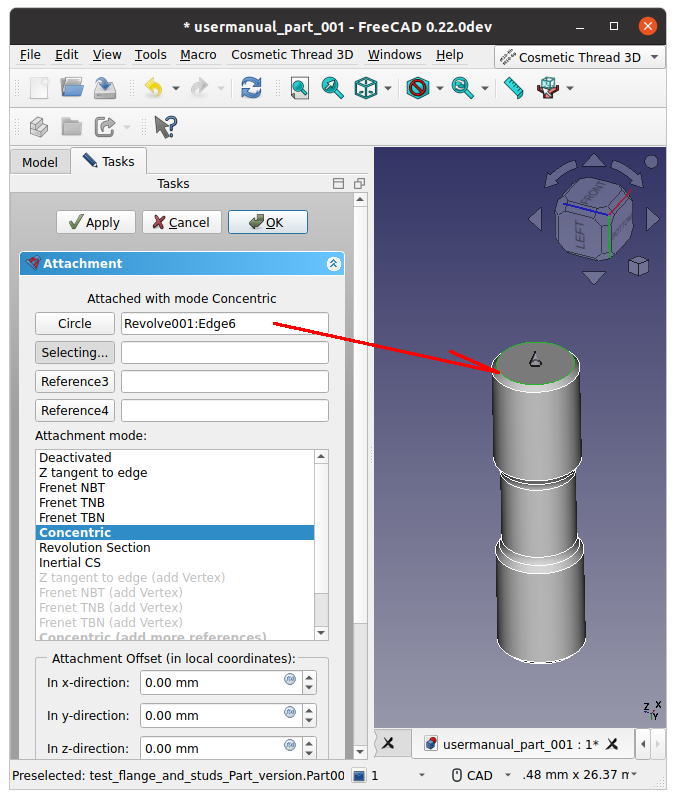 * usermanual_part_001 - FreeCAD 0.22.0dev
File Edit View Tools Macro Cosmetic Thread 3D Windows Help
Cosmetic Thread 3D
Model
Tasks
Tasks
Apply
Cancel
OK
Attachment
Attached with mode Concentric
Circle
Revolve001:Edge6
Selecting...
Reference3
Reference4
Attachment mode:
Deactivated
Z tangent to edge
Frenet NBT
Frenet TNB
Frenet TBN
Concentric
Revolution Section
Inertial CS
Z tangent to edge (add Vertex)
Frenet NBT (add Vertex)
Frenet TNB (add Vertex)
Frenet TBN (add Vertex)
Concentric (add more references)
Attachment Offset (in local coordinates):
In x-direction: 0.00 mm
In y-direction: 0.00 mm
In z-direction: 0.00 mm
FRONT
LEFT
BOTTOM
6
Z X
Y
usermanual_part_001 : 1*
Preselected: test_flange_and_studs_Part_version.Part00
1
CAD
.48 mm x 26.37 m